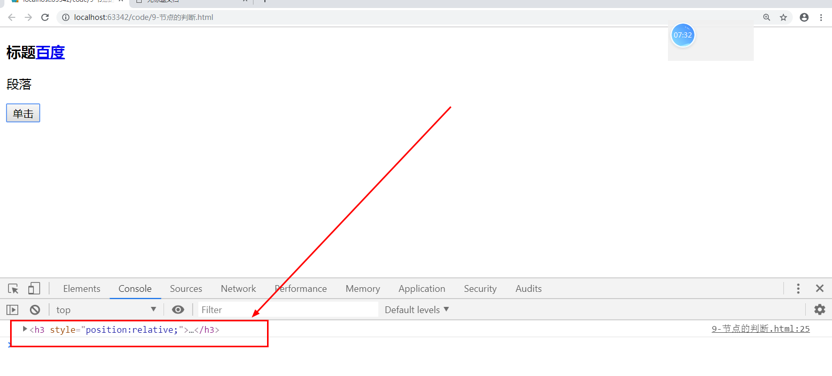 localhost:63342/code/9-节点的判断.html
07:32
标题百度
段落
单击
Elements Console Sources Network Performance Memory Application Security Audits
top Filter Default levels
<h3 style="position:relative;">…</h3> 9-节点的判断.html:25